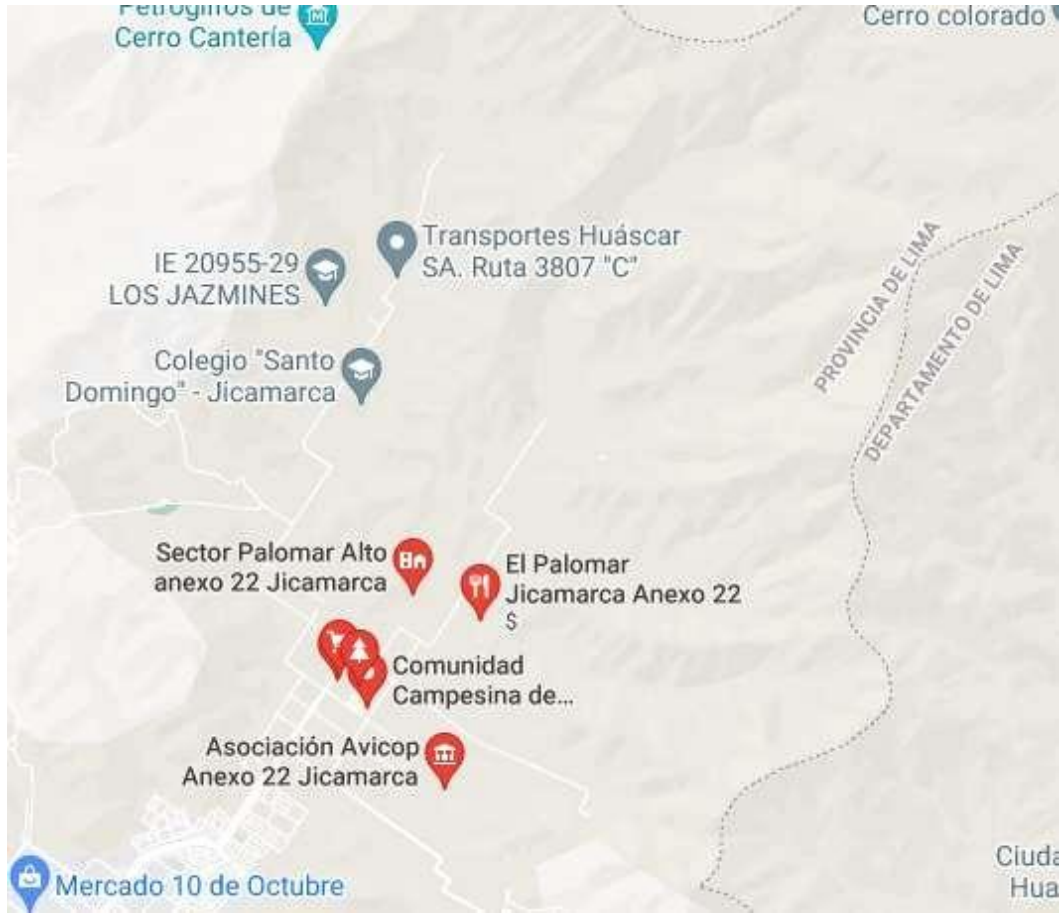 Petroglifos de
Cerro Cantería
Cerro colorado
Transportes Huáscar
SA. Ruta 3807 "C"
IE 20955-29
LOS JAZMINES
PROVINCIA DE LIMA
DEPARTAMENTO DE LIMA
Colegio "Santo
Domingo" - Jicamarca
Sector Palomar Alto
anexo 22 Jicamarca
El Palomar
Jicamarca Anexo 22
$
Comunidad
Campesina de...
Asociación Avicop
Anexo 22 Jicamarca
Mercado 10 de Octubre